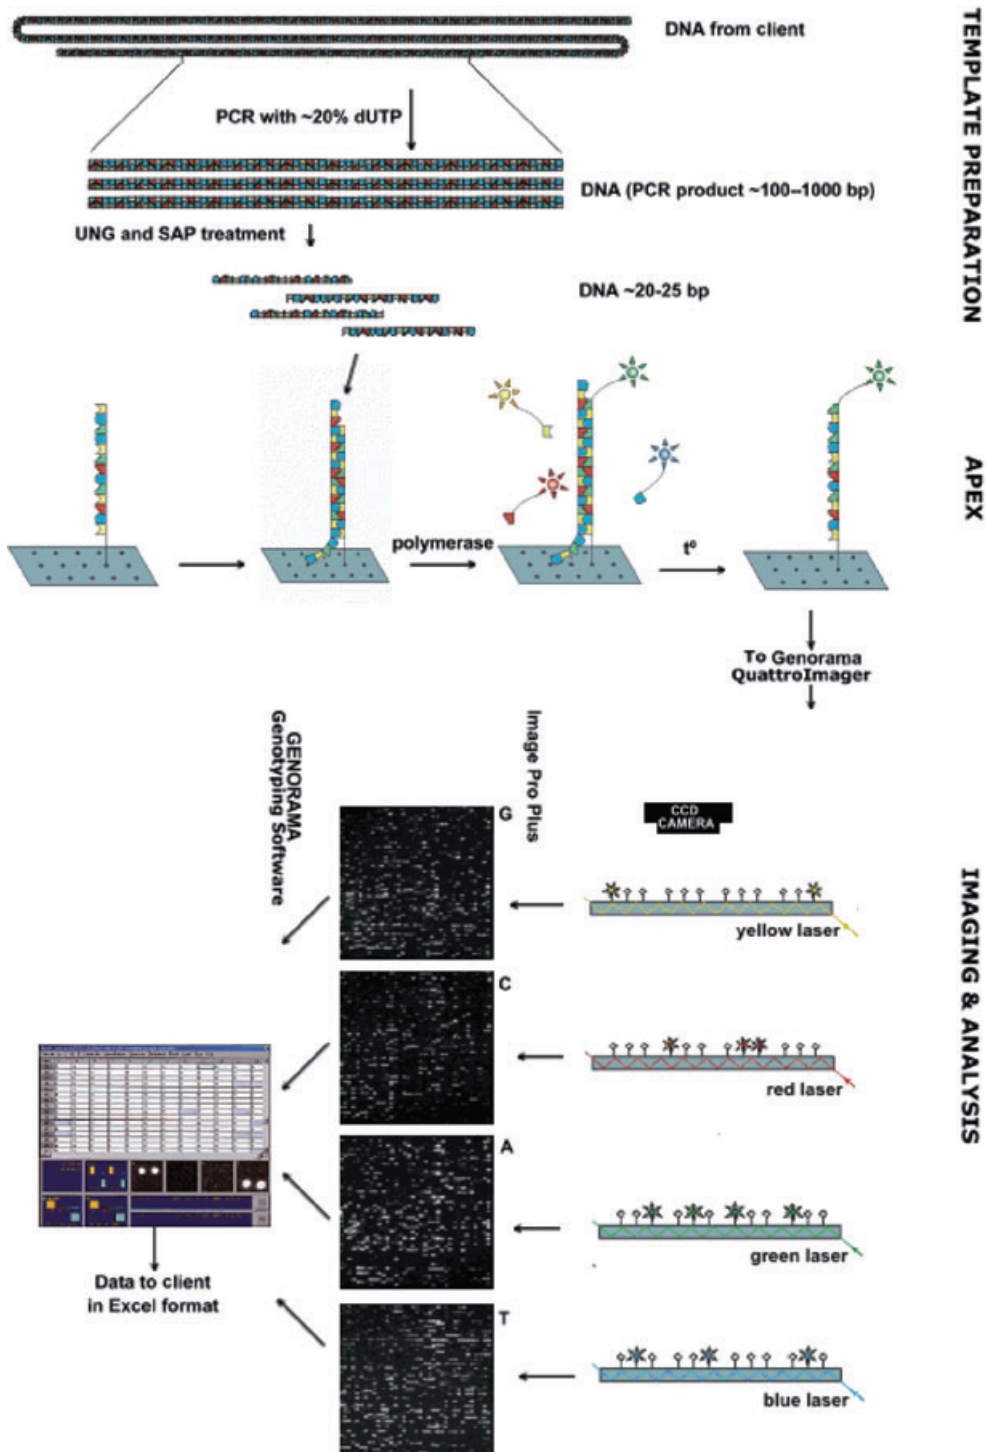 DNA from client
TEMPLATE PREPARATION
PCR with ~20% dUTP
DNA (PCR product ~100–1000 bp)
UNG and SAP treatment
DNA ~20-25 bp
APEX
polymerase
t°
To Genorama
QuattroImager
GENORAMA
Genotyping Software
Image Pro Plus
CCD
CAMERA
IMAGING & ANALYSIS
G
yellow laser
C
red laser
A
green laser
Data to client
in Excel format
T
blue laser